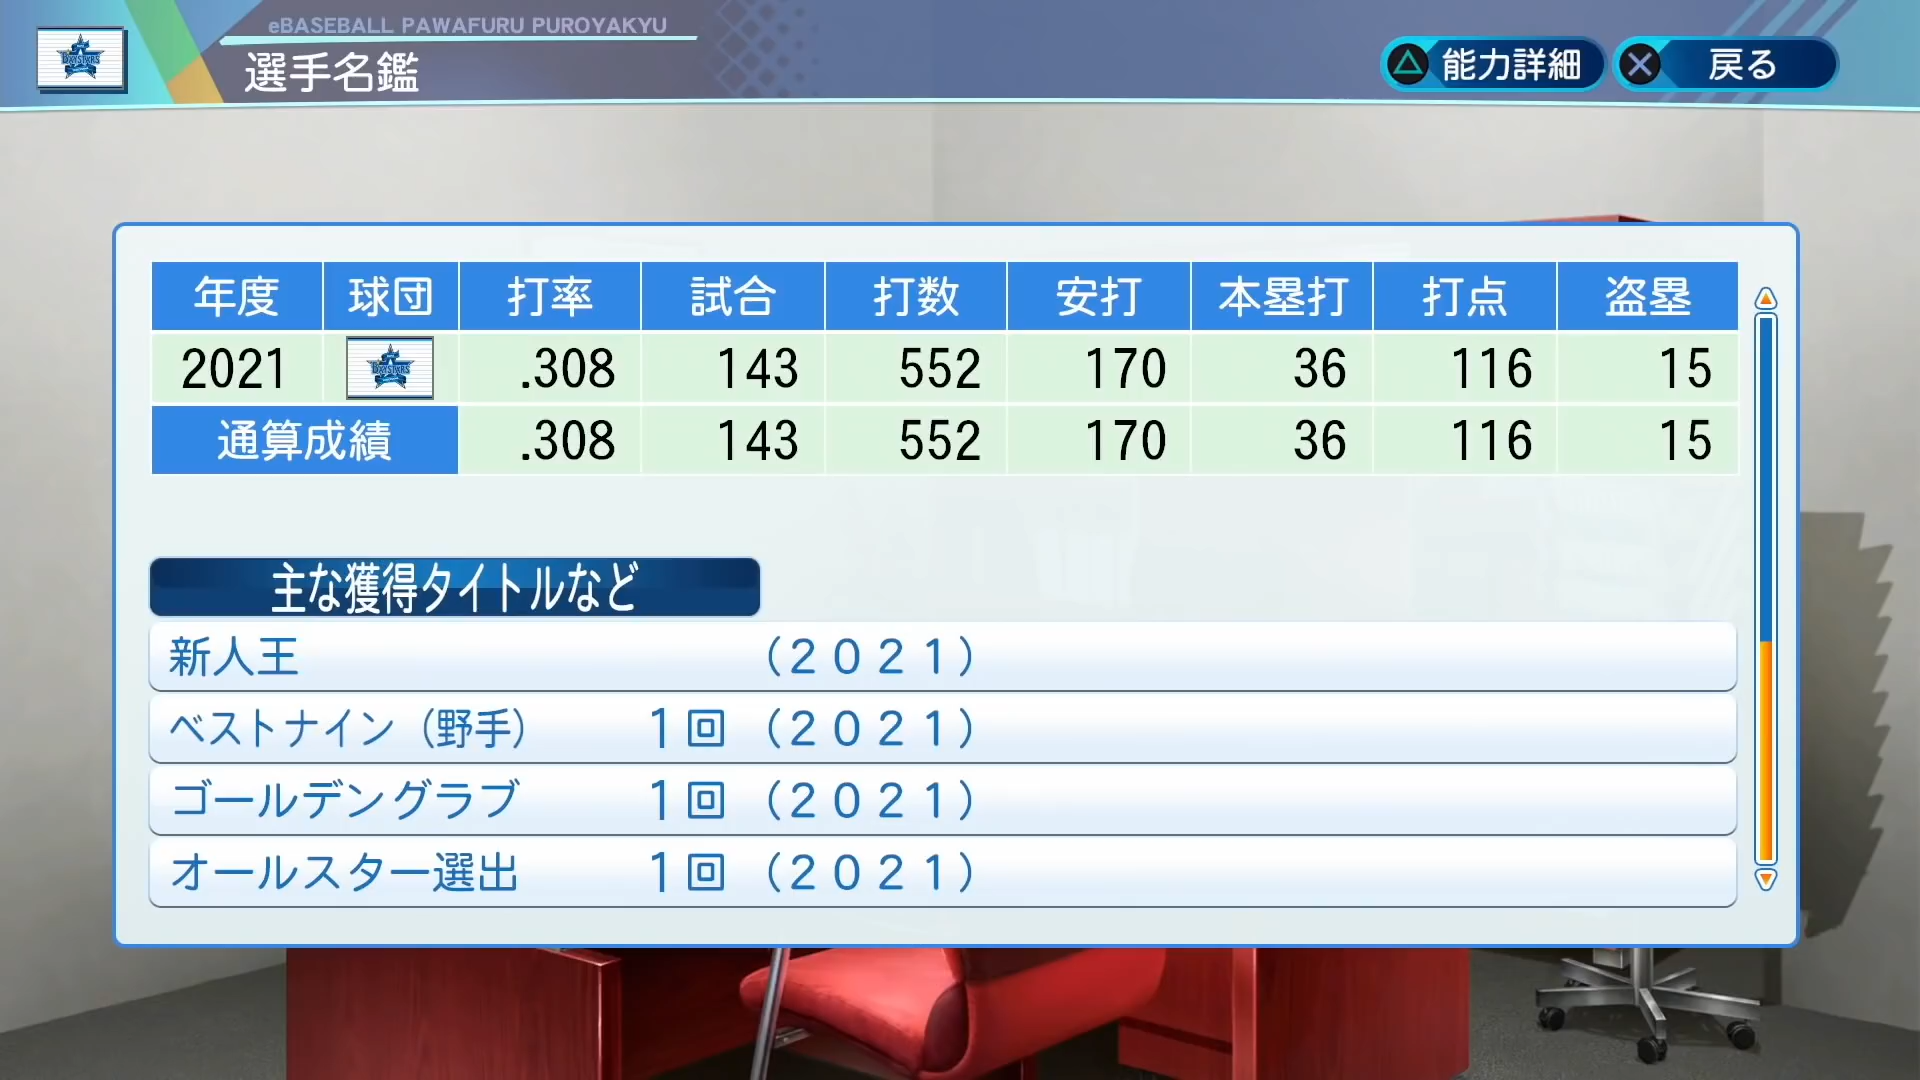 eBASEBALL PAWAFURU PUROYAKYU
選手名鑑
能力詳細
戻る
年度 球団 打率 試合 打数 安打 本塁打 打点 盗塁
2021 BAYSTARS .308 143 552 170 36 116 15
通算成績 .308 143 552 170 36 116 15
主な獲得タイトルなど
新人王 （２０２１）
ベストナイン（野手） １回（２０２１）
ゴールデングラブ １回（２０２１）
オールスター選出 １回（２０２１）